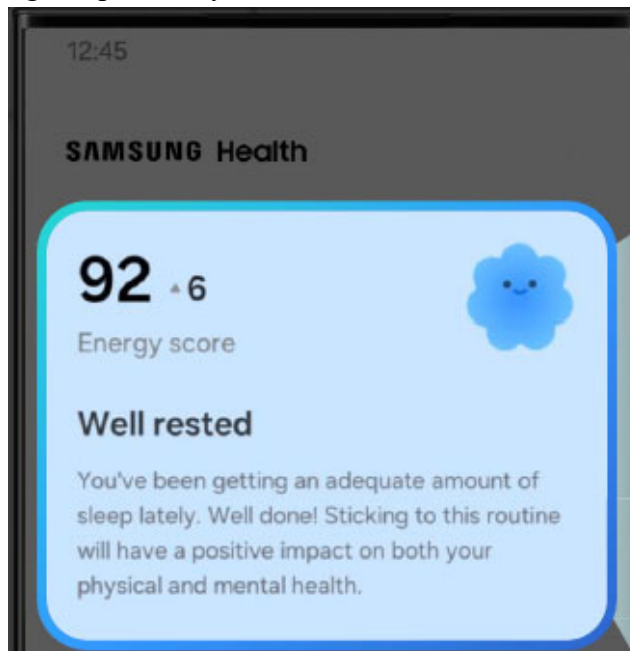 12:45
SAMSUNG Health
92 ▲6
Energy score
Well rested
You've been getting an adequate amount of
sleep lately. Well done! Sticking to this routine
will have a positive impact on both your
physical and mental health.